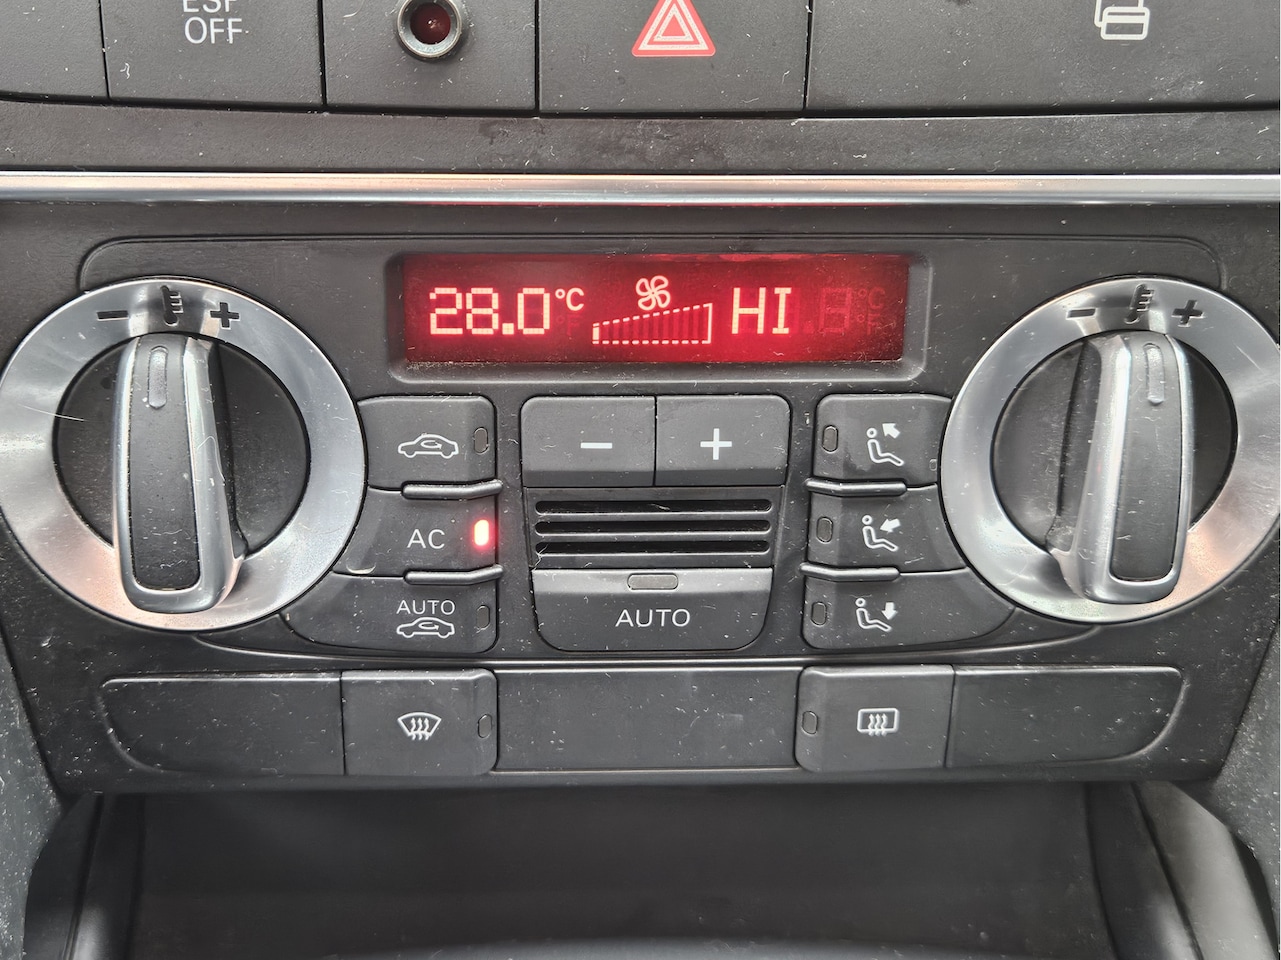 ESP
OFF
28.0°C HI
- +
- +
- +
AC
AUTO
AUTO